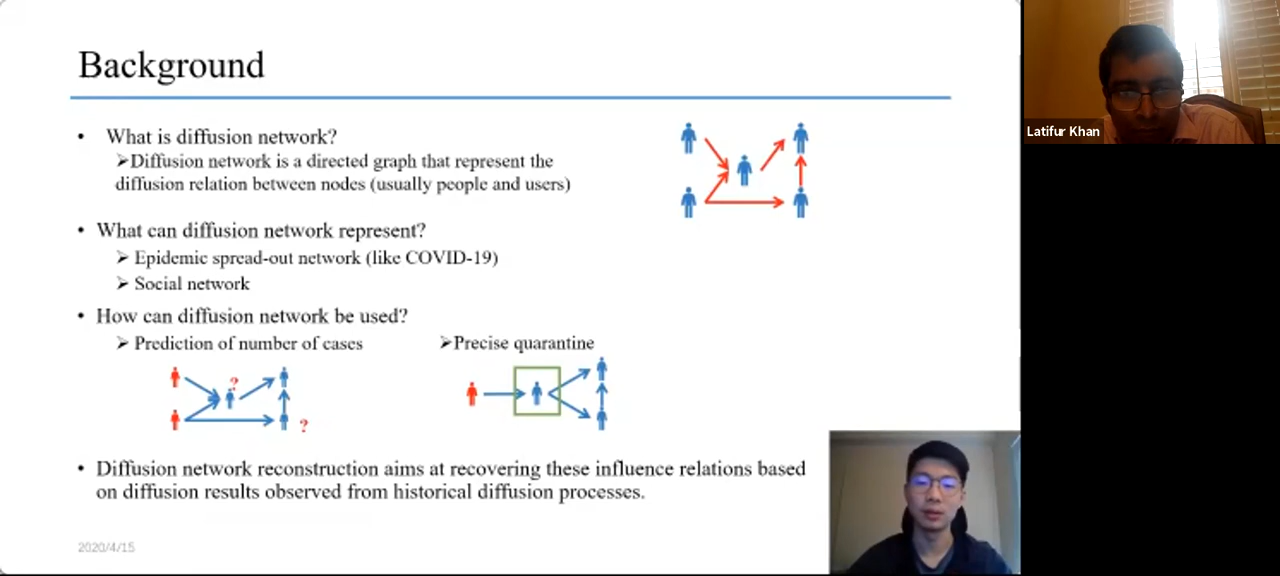 Background
• What is diffusion network?
➢Diffusion network is a directed graph that represent the
diffusion relation between nodes (usually people and users)
• What can diffusion network represent?
➢ Epidemic spread-out network (like COVID-19)
➢ Social network
• How can diffusion network be used?
➢ Prediction of number of cases
➢Precise quarantine
?
?
• Diffusion network reconstruction aims at recovering these influence relations based
on diffusion results observed from historical diffusion processes.
2020/4/15
Latifur Khan